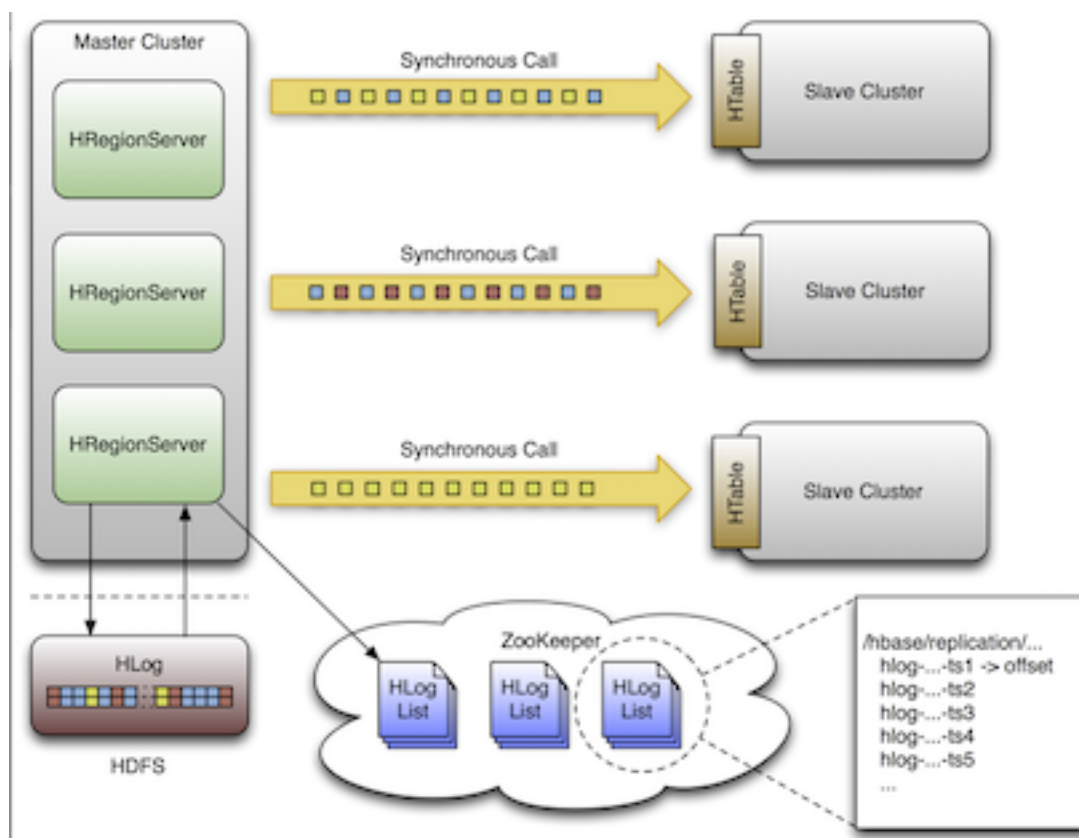 Master Cluster
HRegionServer
HRegionServer
HRegionServer
Synchronous Call
HTable
Slave Cluster
Synchronous Call
HTable
Slave Cluster
Synchronous Call
HTable
Slave Cluster
HLog
HDFS
ZooKeeper
HLog
List
HLog
List
HLog
List
/hbase/replication/...
hlog-...-ts1 -> offset
hlog-...-ts2
hlog-...-ts3
hlog-...-ts4
hlog-...-ts5
...